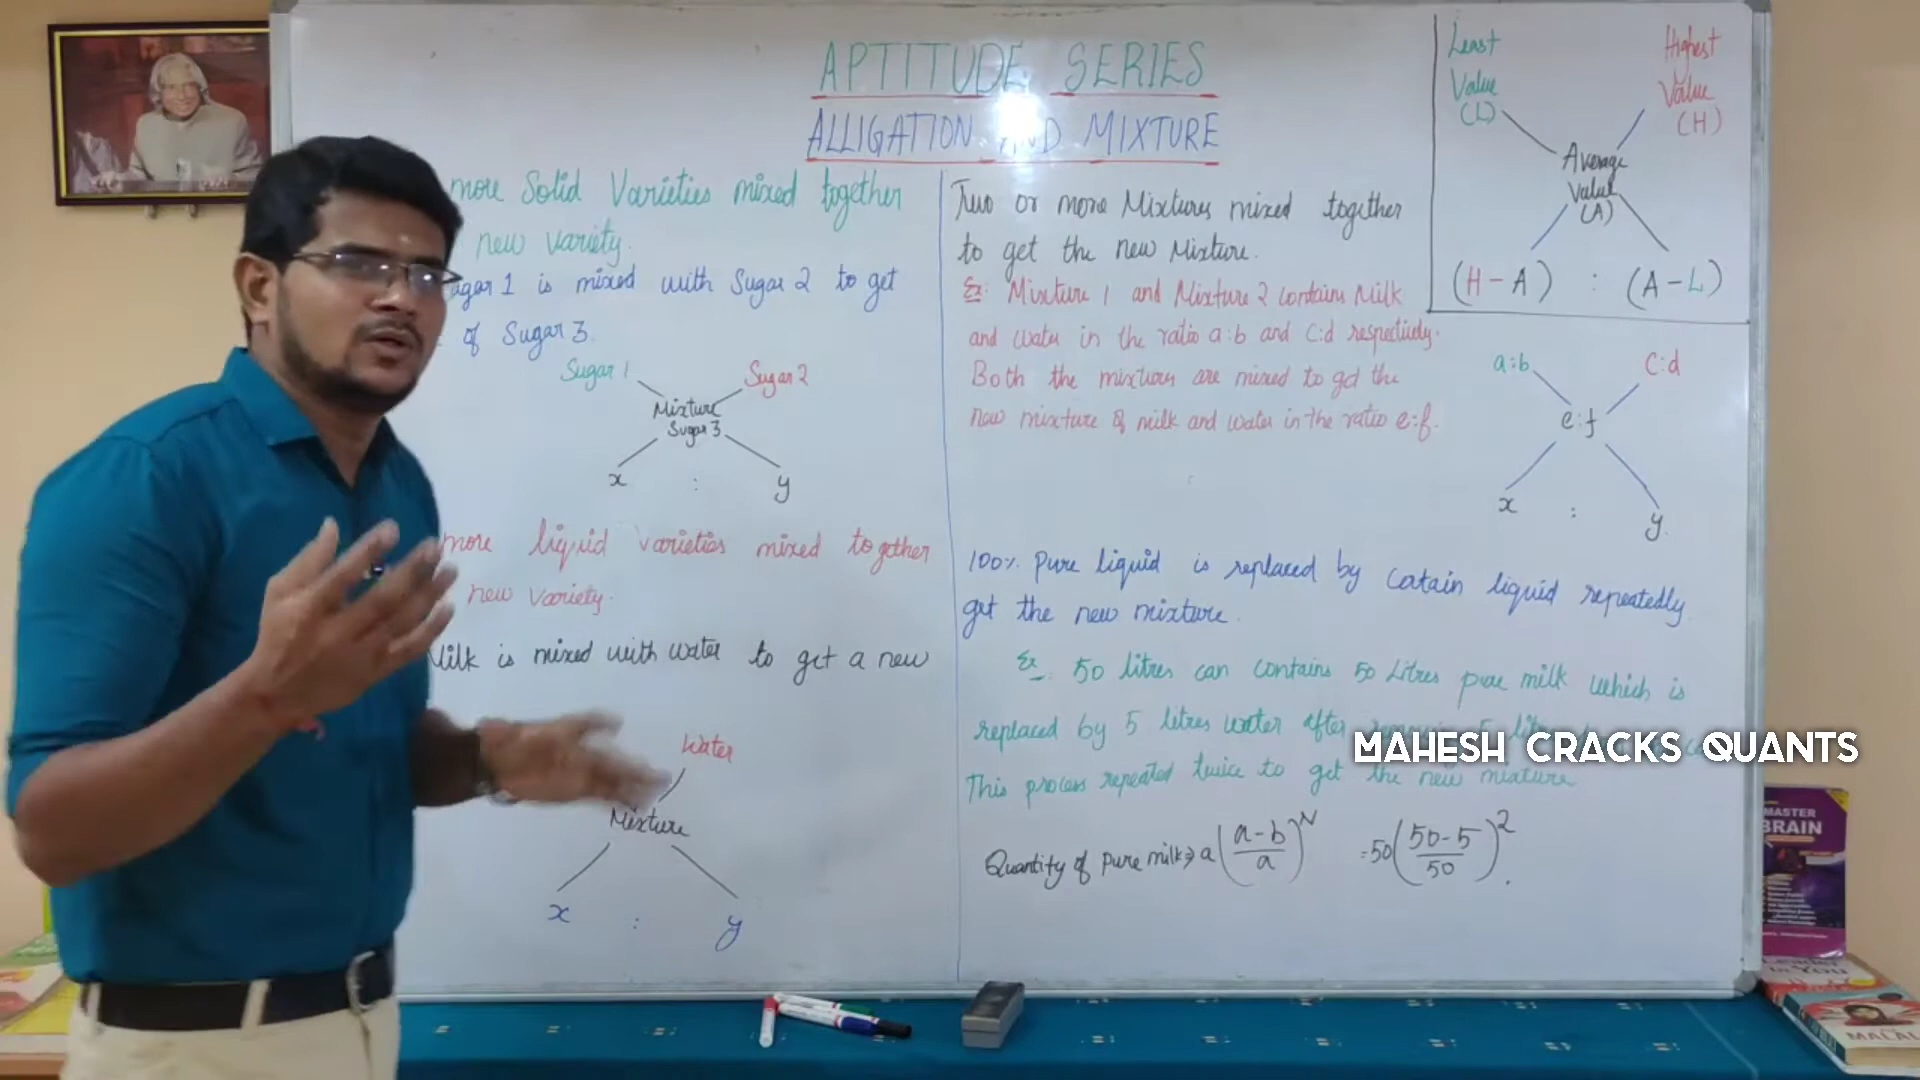 APTITUDE SERIES
ALLIGATION AND MIXTURE
more Solid Varieties mixed together
new variety.
1 is mixed with Sugar 2 to get
of Sugar 3.
Sugar 1
Sugar 2
Mixture
Sugar 3
x : y
more liquid varieties mixed together
new variety.
Milk is mixed with water to get a new
Water
Mixture
x : y
Two or more Mixtures mixed together
to get the new Mixture.
Ex: Mixture 1 and Mixture 2 contains Milk
and water in the ratio a:b and C:d respectively.
Both the mixtures are mixed to get the
new mixture of milk and water in the ratio e:f.
Least
Value
(L)
Highest
Value
(H)
Average
Value
(A)
(H-A) : (A-L)
a:b
C:d
e:f
x : y.
100% pure liquid is replaced by certain liquid repeatedly
get the new mixture.
Ex: 50 litres can contains 50 Litres pure milk which is
replaced by 5 litres water after 5
This process repeated twice to get the new mixture
Quantity of pure milk ⇒ a((a-b)/a)^N = 50((50-5)/50)^2.
MAHESH CRACKS QUANTS
MASTER
BRAIN
in You
MALAL